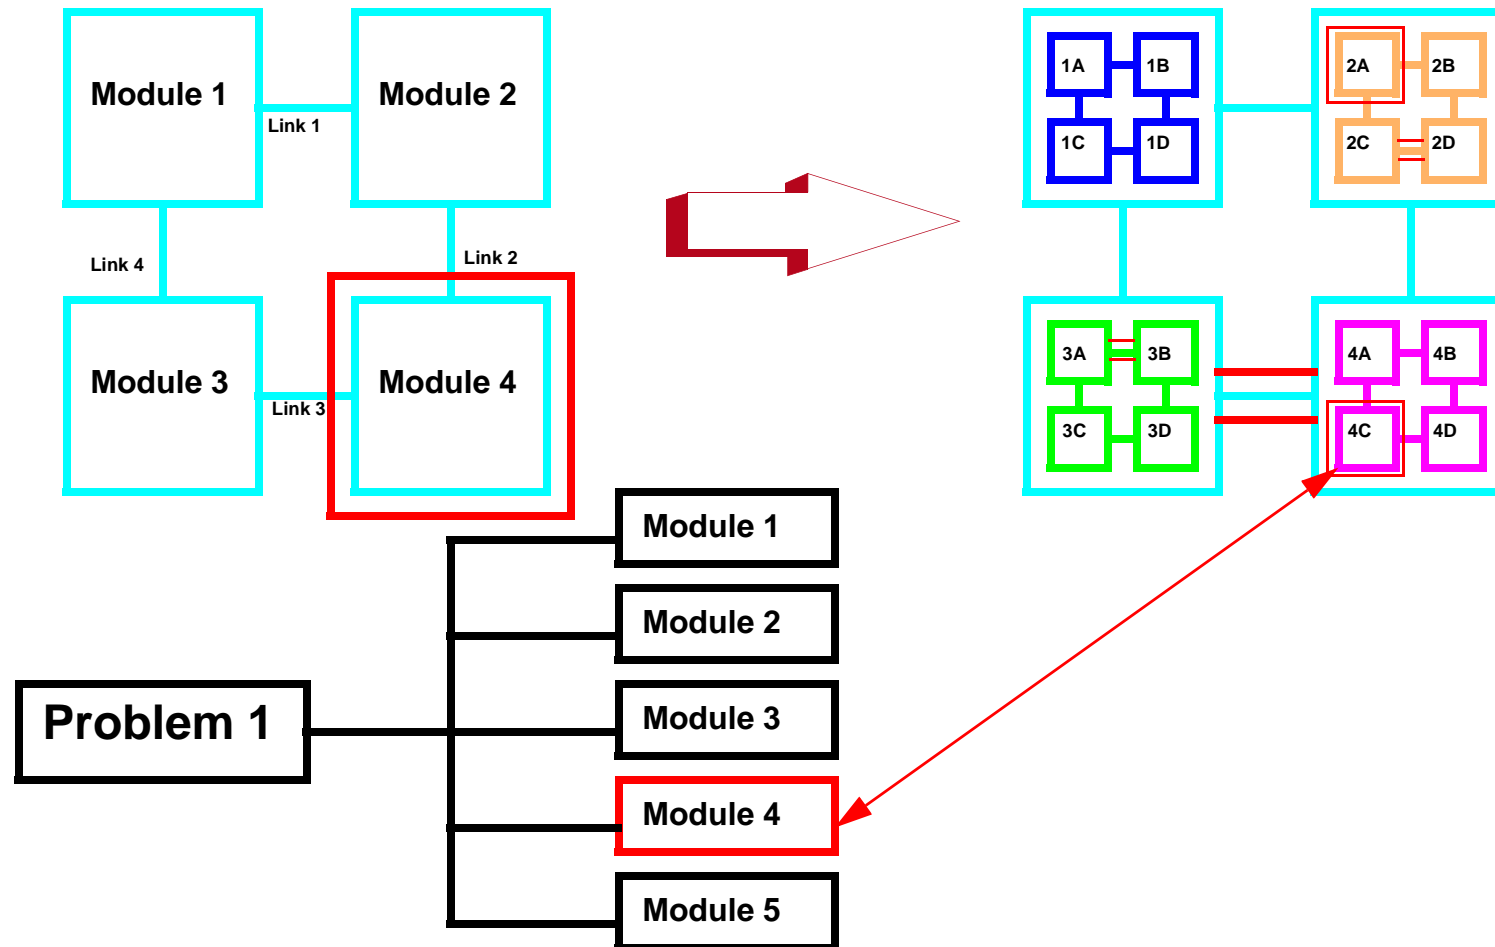 Module 1
Module 2
Link 1
Link 4
Link 2
Module 3
Module 4
Link 3
1A 1B
1C 1D
2A 2B
2C 2D
3A 3B
3C 3D
4A 4B
4C 4D
Problem 1
Module 1
Module 2
Module 3
Module 4
Module 5